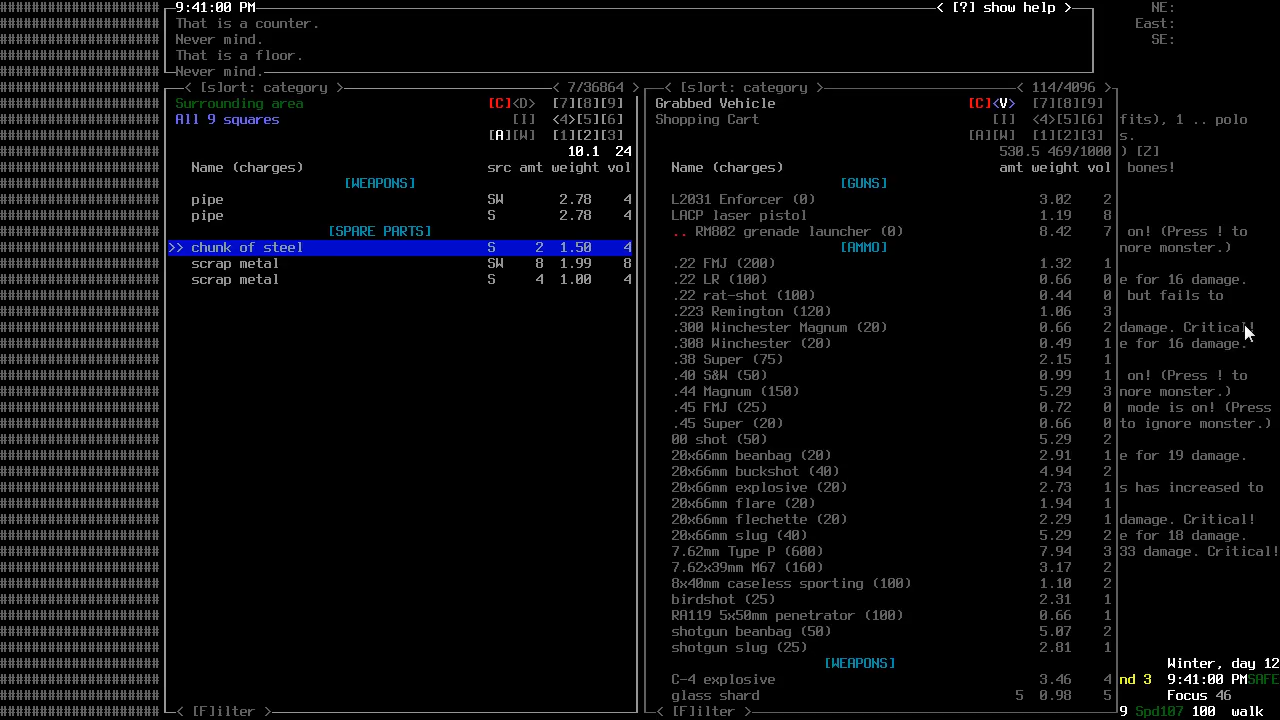 9:41:00 PM < [?] show help > NE:
That is a counter. East:
Never mind. SE:
That is a floor.
Never mind.
< [s]ort: category > < 7/36864 > < [s]ort: category > < 114/4096 >
Surrounding area [C]<D> [7][8][9] Grabbed Vehicle [C]<V> [7][8][9]
All 9 squares [I] <4>[5][6] Shopping Cart [I] <4>[5][6] fits), 1 .. polo
[A][W] [1][2][3] [A][W] [1][2][3] s.
10.1 24 530.5 469/1000 ) [Z]
Name (charges) src amt weight vol Name (charges) amt weight vol bones!
[WEAPONS] [GUNS]
pipe SW 2.78 4 L2031 Enforcer (0) 3.02 2
pipe S 2.78 4 LACP laser pistol 1.19 8
[SPARE PARTS] .. RM802 grenade launcher (0) 8.42 7 on! (Press ! to
>> chunk of steel S 2 1.50 4 [AMMO] nore monster.)
scrap metal SW 8 1.99 8 .22 FMJ (200) 1.32 1
scrap metal S 4 1.00 4 .22 LR (100) 0.66 0 e for 16 damage.
.22 rat-shot (100) 0.44 0 but fails to
.223 Remington (120) 1.06 3
.300 Winchester Magnum (20) 0.66 2 damage. Critical!
.308 Winchester (20) 0.49 1 e for 16 damage.
.38 Super (75) 2.15 1
.40 S&W (50) 0.99 1 on! (Press ! to
.44 Magnum (150) 5.29 3 nore monster.)
.45 FMJ (25) 0.72 0 mode is on! (Press
.45 Super (20) 0.66 0 to ignore monster.)
00 shot (50) 5.29 2
20x66mm beanbag (20) 2.91 1 e for 19 damage.
20x66mm buckshot (40) 4.94 2
20x66mm explosive (20) 2.73 1 s has increased to
20x66mm flare (20) 1.94 1
20x66mm flechette (20) 2.29 1 damage. Critical!
20x66mm slug (40) 5.29 2 e for 18 damage.
7.62mm Type P (600) 7.94 3 33 damage. Critical!
7.62x39mm M67 (160) 3.17 2
8x40mm caseless sporting (100) 1.10 2
birdshot (25) 2.31 1
RA119 5x50mm penetrator (100) 0.66 1
shotgun beanbag (50) 5.07 2
shotgun slug (25) 2.81 1
[WEAPONS] Winter, day 12
C-4 explosive 3.46 4 nd 3 9:41:00 PM SAFE
glass shard 5 0.98 5 Focus 46
< [F]ilter > < [F]ilter > 9 Spd107 100 walk